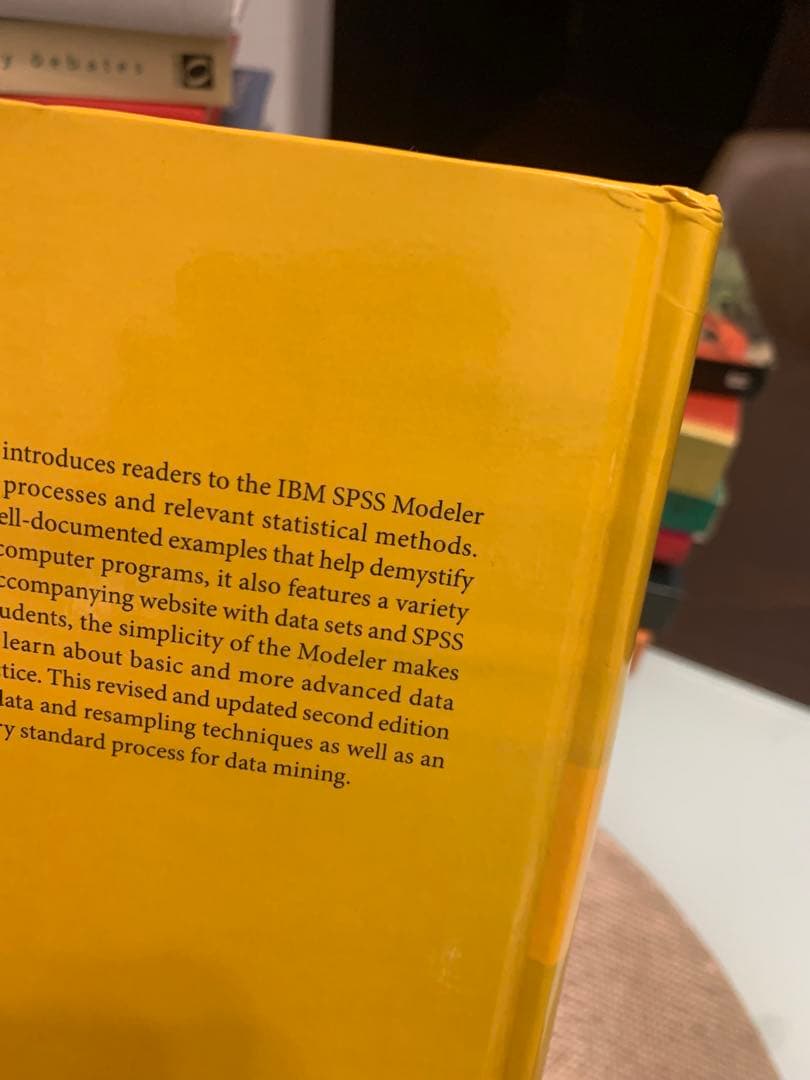 y debates
introduces readers to the IBM SPSS Modeler
processes and relevant statistical methods.
ell-documented examples that help demystify
computer programs, it also features a variety
ccompanying website with data sets and SPSS
udents, the simplicity of the Modeler makes
learn about basic and more advanced data
tice. This revised and updated second edition
data and resampling techniques as well as an
ry standard process for data mining.